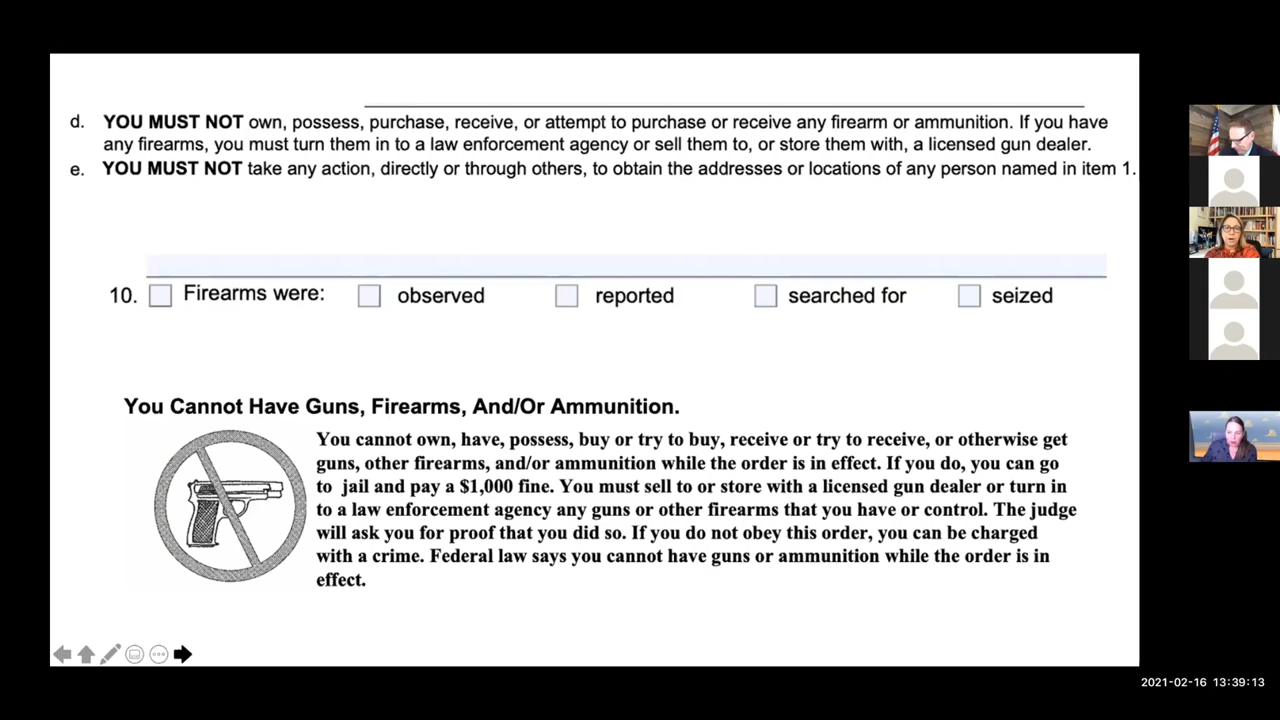 d. YOU MUST NOT own, possess, purchase, receive, or attempt to purchase or receive any firearm or ammunition. If you have
any firearms, you must turn them in to a law enforcement agency or sell them to, or store them with, a licensed gun dealer.
e. YOU MUST NOT take any action, directly or through others, to obtain the addresses or locations of any person named in item 1.
10. Firearms were: observed reported searched for seized
You Cannot Have Guns, Firearms, And/Or Ammunition.
You cannot own, have, possess, buy or try to buy, receive or try to receive, or otherwise get
guns, other firearms, and/or ammunition while the order is in effect. If you do, you can go
to jail and pay a $1,000 fine. You must sell to or store with a licensed gun dealer or turn in
to a law enforcement agency any guns or other firearms that you have or control. The judge
will ask you for proof that you did so. If you do not obey this order, you can be charged
with a crime. Federal law says you cannot have guns or ammunition while the order is in
effect.
2021-02-16 13:39:13